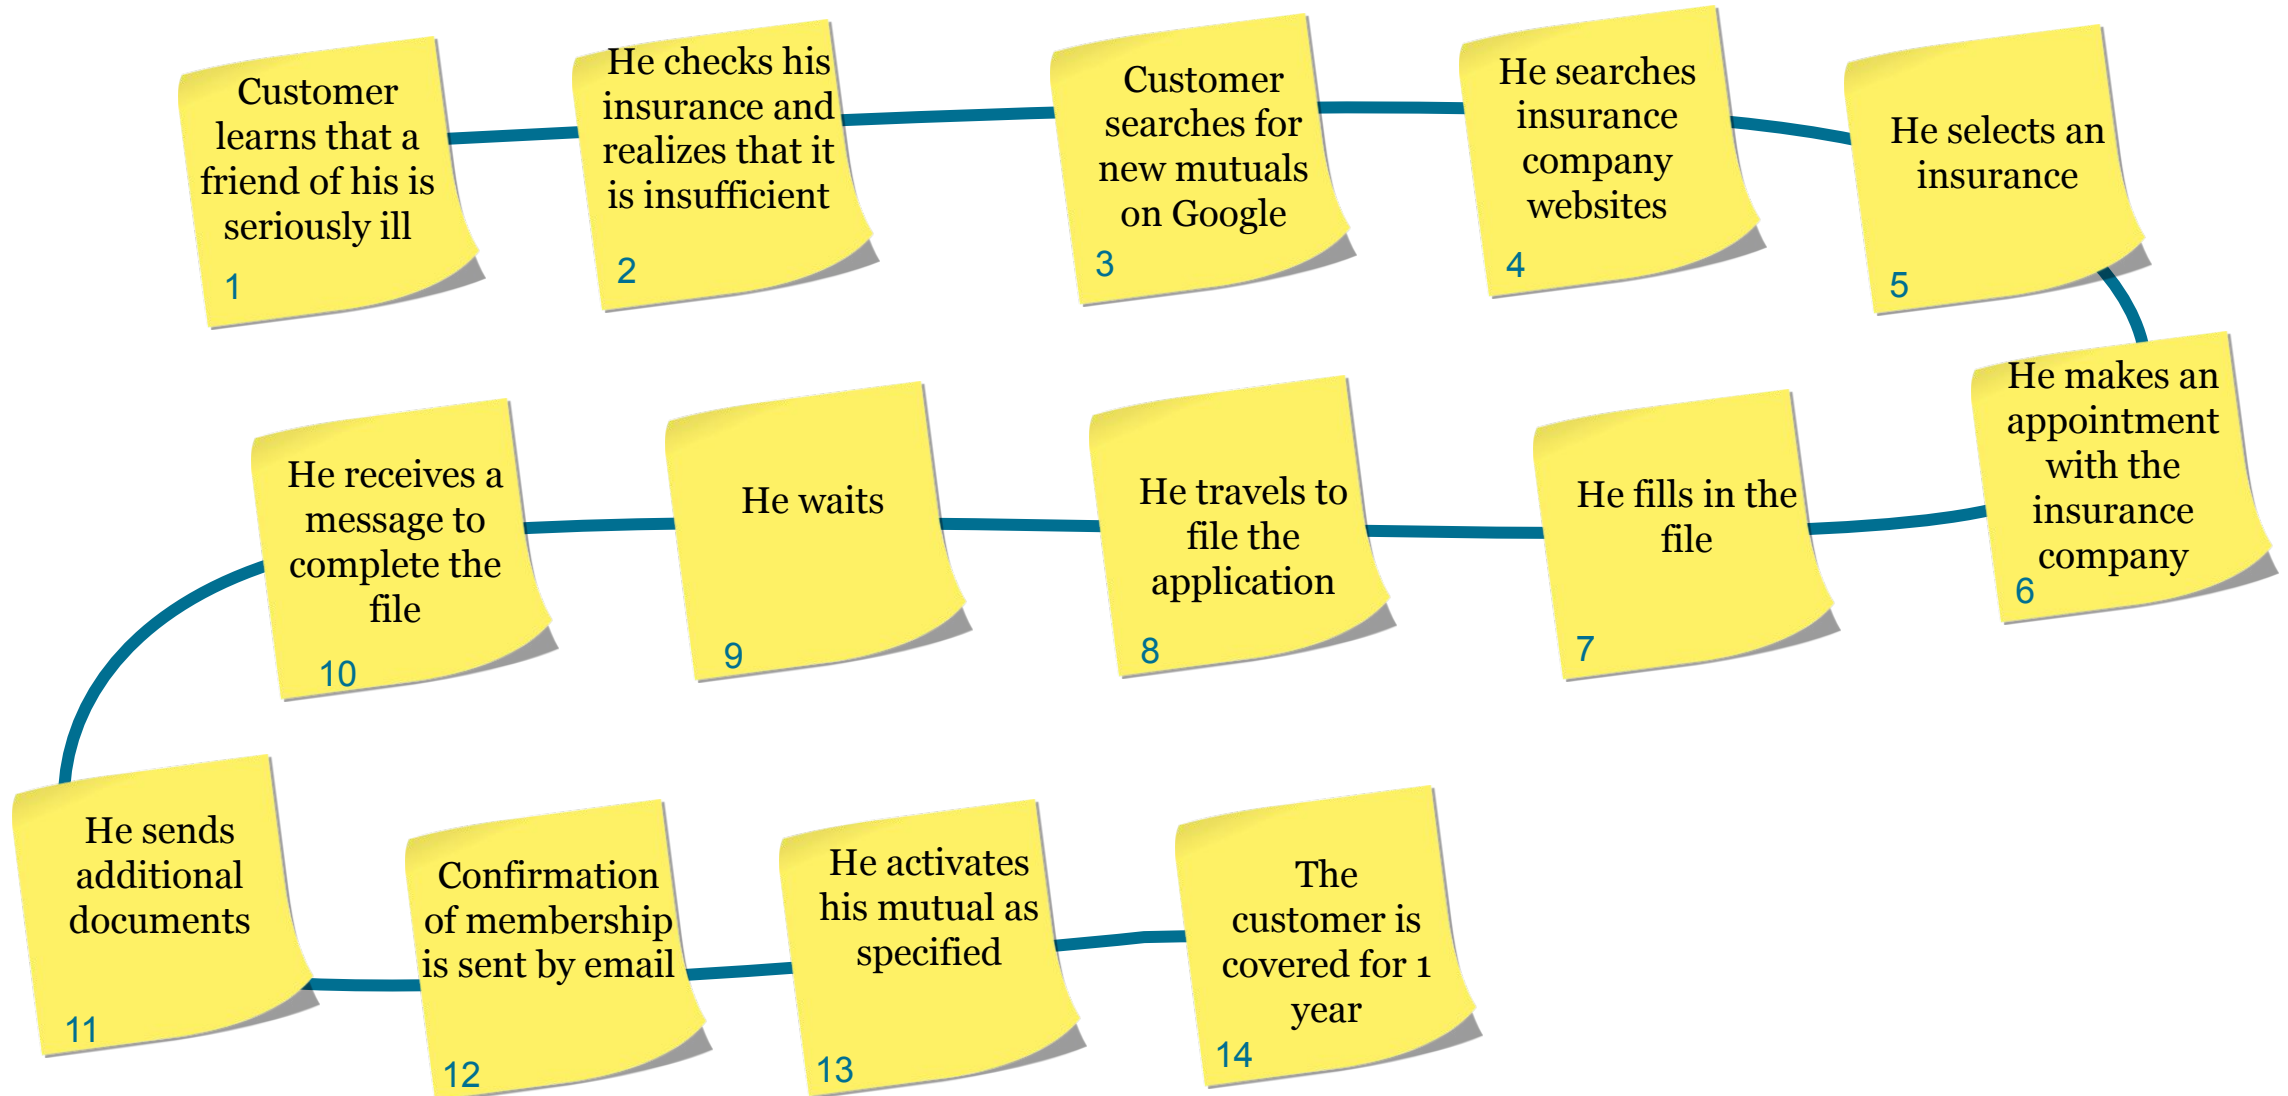 Customer
learns that a
friend of his is
seriously ill
1
He checks his
insurance and
realizes that it
is insufficient
2
Customer
searches for
new mutuals
on Google
3
He searches
insurance
company
websites
4
He selects an
insurance
5
He makes an
appointment
with the
insurance
company
6
He fills in the
file
7
He travels to
file the
application
8
He waits
9
He receives a
message to
complete the
file
10
He sends
additional
documents
11
Confirmation
of membership
is sent by email
12
He activates
his mutual as
specified
13
The
customer is
covered for 1
year
14